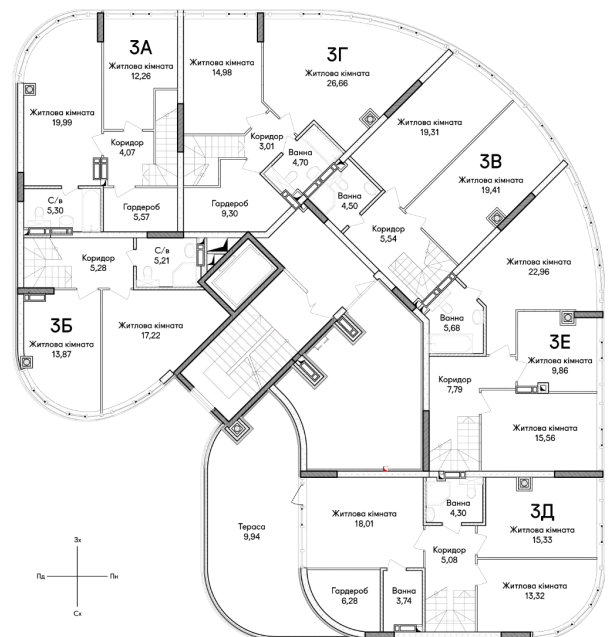 3А
Житлова кімната
12,26
Житлова кімната
19,99
Коридор
4,07
С/в
5,30
Гардероб
5,57
3Г
Житлова кімната
26,66
Житлова кімната
14,98
Коридор
3,01
Ванна
4,70
Гардероб
9,30
3В
Житлова кімната
19,41
Житлова кімната
19,31
Ванна
4,50
Коридор
5,54
3Б
Житлова кімната
13,87
Коридор
5,28
С/в
5,21
Житлова кімната
17,22
Житлова кімната
22,96
Ванна
5,68
3Е
Житлова кімната
9,86
Коридор
7,79
Житлова кімната
15,56
Тераса
9,94
Житлова кімната
18,01
Ванна
4,30
3Д
Житлова кімната
15,33
Коридор
5,08
Гардероб
6,28
Ванна
3,74
Житлова кімната
13,32
Зх
Пд
Пн
Сх